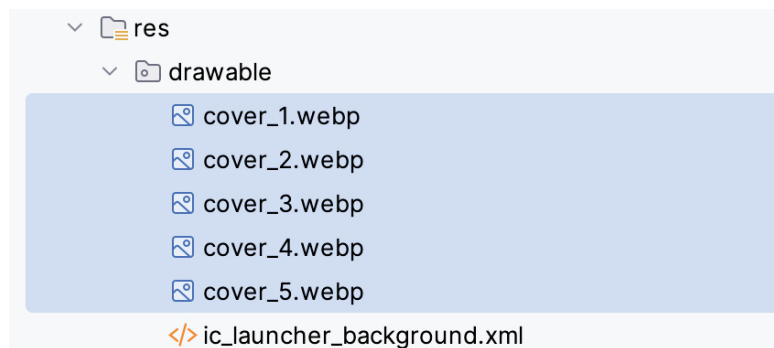 res
drawable
cover_1.webp
cover_2.webp
cover_3.webp
cover_4.webp
cover_5.webp
ic_launcher_background.xml